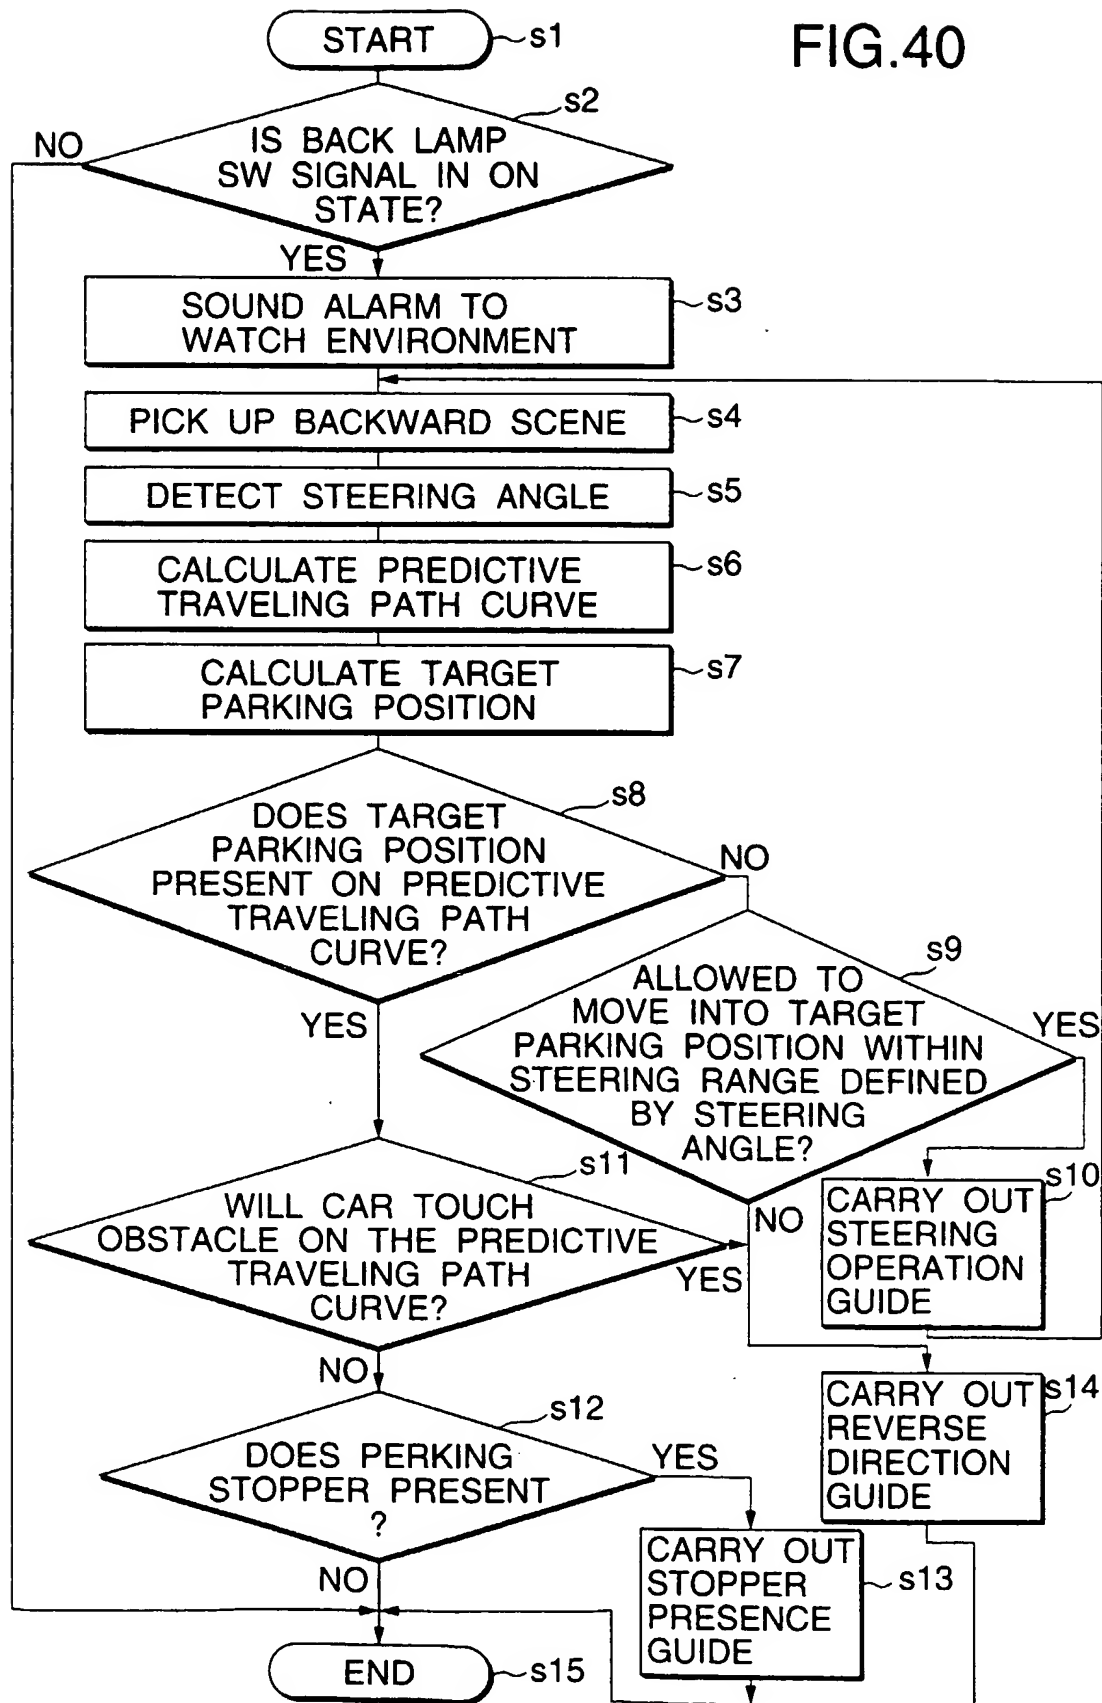 FIG.40
START
s1
s2
IS BACK LAMP
SW SIGNAL IN ON
STATE?
NO
YES
SOUND ALARM TO
WATCH ENVIRONMENT
s3
PICK UP BACKWARD SCENE
s4
DETECT STEERING ANGLE
s5
CALCULATE PREDICTIVE
TRAVELING PATH CURVE
s6
CALCULATE TARGET
PARKING POSITION
s7
s8
DOES TARGET
PARKING POSITION
PRESENT ON PREDICTIVE
TRAVELING PATH
CURVE?
NO
YES
s9
ALLOWED TO
MOVE INTO TARGET
PARKING POSITION WITHIN
STEERING RANGE DEFINED
BY STEERING
ANGLE?
YES
NO
s10
CARRY OUT
STEERING
OPERATION
GUIDE
s11
WILL CAR TOUCH
OBSTACLE ON THE PREDICTIVE
TRAVELING PATH
CURVE?
YES
NO
s14
CARRY OUT
REVERSE
DIRECTION
GUIDE
s12
DOES PERKING
STOPPER PRESENT
?
YES
NO
CARRY OUT
STOPPER
PRESENCE
GUIDE
s13
END
s15